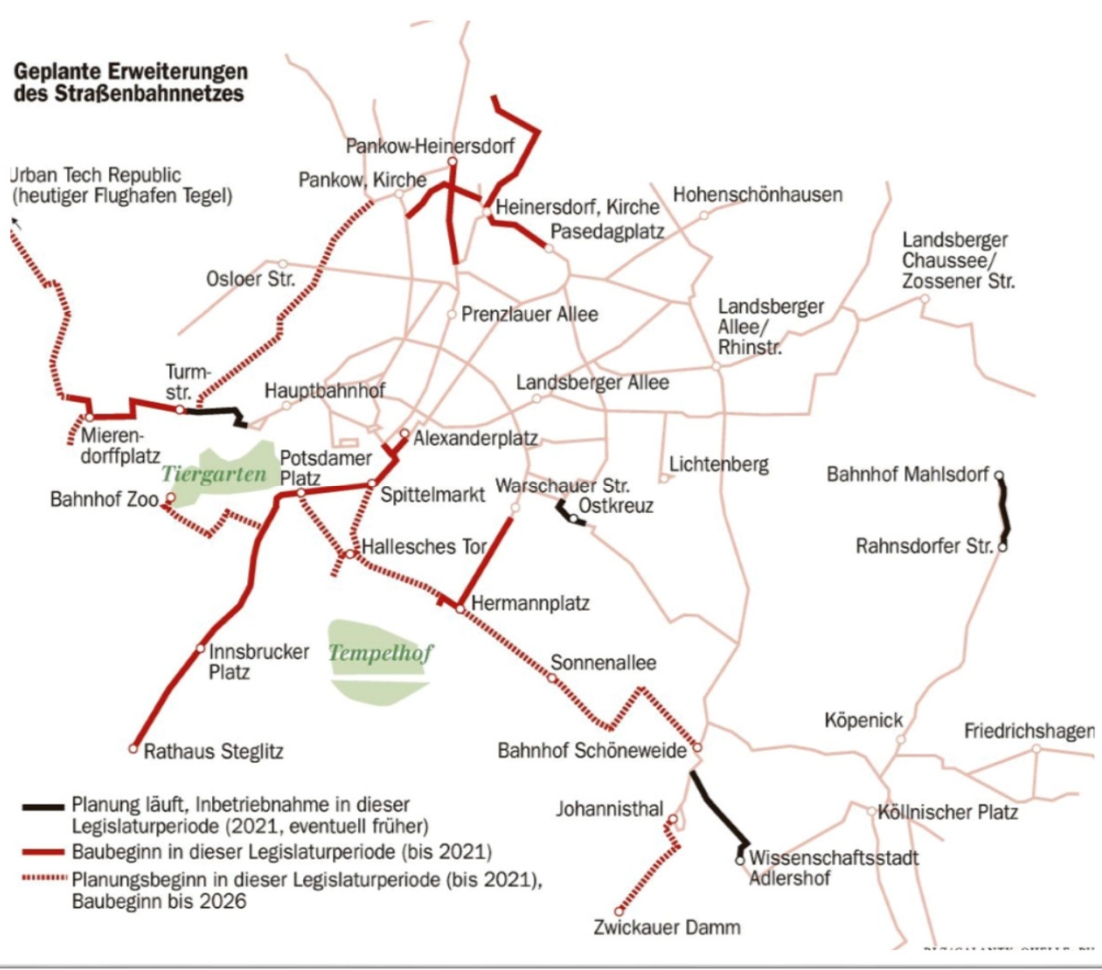 Geplante Erweiterungen
des Straßenbahnnetzes
Pankow-Heinersdorf
Urban Tech Republic
(heutiger Flughafen Tegel)
Pankow, Kirche
Hohenschönhausen
Heinersdorf, Kirche
Pasedagplatz
Landsberger
Chaussee/
Zossener Str.
Osloer Str.
Prenzlauer Allee
Landsberger
Allee/
Rhinstr.
Turm-
str.
Hauptbahnhof
Landsberger Allee
Mieren-
dorffplatz
Alexanderplatz
Tiergarten
Potsdamer
Platz
Lichtenberg
Bahnhof Mahlsdorf
Bahnhof Zoo
Spittelmarkt
Warschauer Str.
Ostkreuz
Hallesches Tor
Rahnsdorfer Str.
Hermannplatz
Innsbrucker
Platz
Tempelhof
Sonnenallee
Köpenick
Friedrichshagen
Rathaus Steglitz
Bahnhof Schöneweide
Planung läuft, Inbetriebnahme in dieser
Legislaturperiode (2021, eventuell früher)
Johannisthal
Köllnischer Platz
Baubeginn in dieser Legislaturperiode (bis 2021)
Wissenschaftsstadt
Adlershof
Planungsbeginn in dieser Legislaturperiode (bis 2021),
Baubeginn bis 2026
Zwickauer Damm